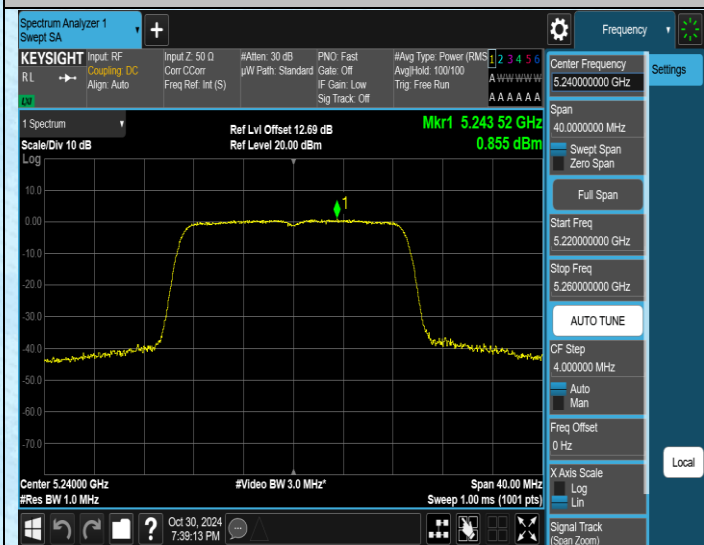 Spectrum Analyzer 1
Swept SA
Frequency
KEYSIGHT
RL
LXI
Input: RF
Coupling: DC
Align: Auto
Input Z: 50 Ω
Corr CCorr
Freq Ref: Int (S)
#Atten: 30 dB
µW Path: Standard
PNO: Fast
Gate: Off
IF Gain: Low
Sig Track: Off
#Avg Type: Power (RMS
Avg|Hold: 100/100
Trig: Free Run
1 2 3 4 5 6
A W W W W W
A A A A A A
1 Spectrum
Scale/Div 10 dB
Log
Ref Lvl Offset 12.69 dB
Ref Level 20.00 dBm
Mkr1 5.243 52 GHz
0.855 dBm
10.0
0.00
-10.0
-20.0
-30.0
-40.0
-50.0
-60.0
-70.0
1
Center 5.24000 GHz
#Res BW 1.0 MHz
#Video BW 3.0 MHz*
Span 40.00 MHz
Sweep 1.00 ms (1001 pts)
Oct 30, 2024
7:39:13 PM
?
Center Frequency
5.240000000 GHz
Settings
Span
40.0000000 MHz
Swept Span
Zero Span
Full Span
Start Freq
5.220000000 GHz
Stop Freq
5.260000000 GHz
AUTO TUNE
CF Step
4.000000 MHz
Auto
Man
Freq Offset
0 Hz
Local
X Axis Scale
Log
Lin
Signal Track
(Span Zoom)